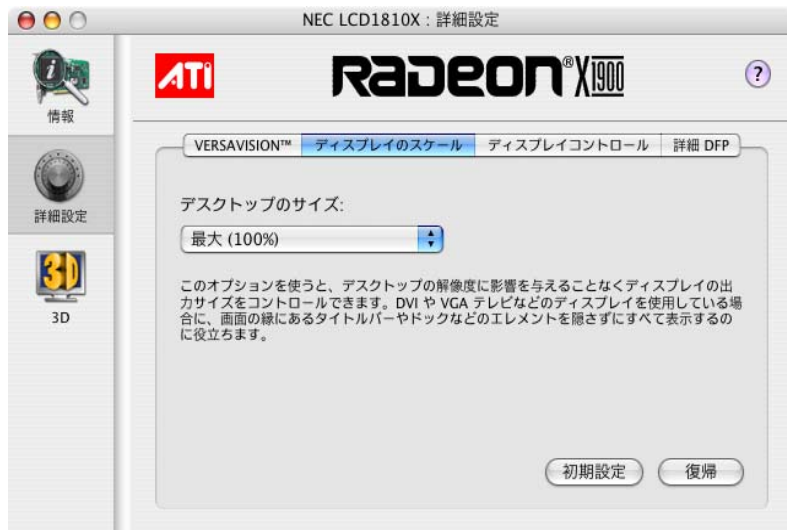 NEC LCD1810X : 詳細設定
情報
詳細設定
3D
3D
ATi
RADEON® X1900
?
VERSAVISION™
ディスプレイのスケール
ディスプレイコントロール
詳細 DFP
デスクトップのサイズ:
最大 (100%)
このオプションを使うと、デスクトップの解像度に影響を与えることなくディスプレイの出
力サイズをコントロールできます。DVI や VGA テレビなどのディスプレイを使用している場
合に、画面の縁にあるタイトルバーやドックなどのエレメントを隠さずにすべて表示するの
に役立ちます。
初期設定
復帰